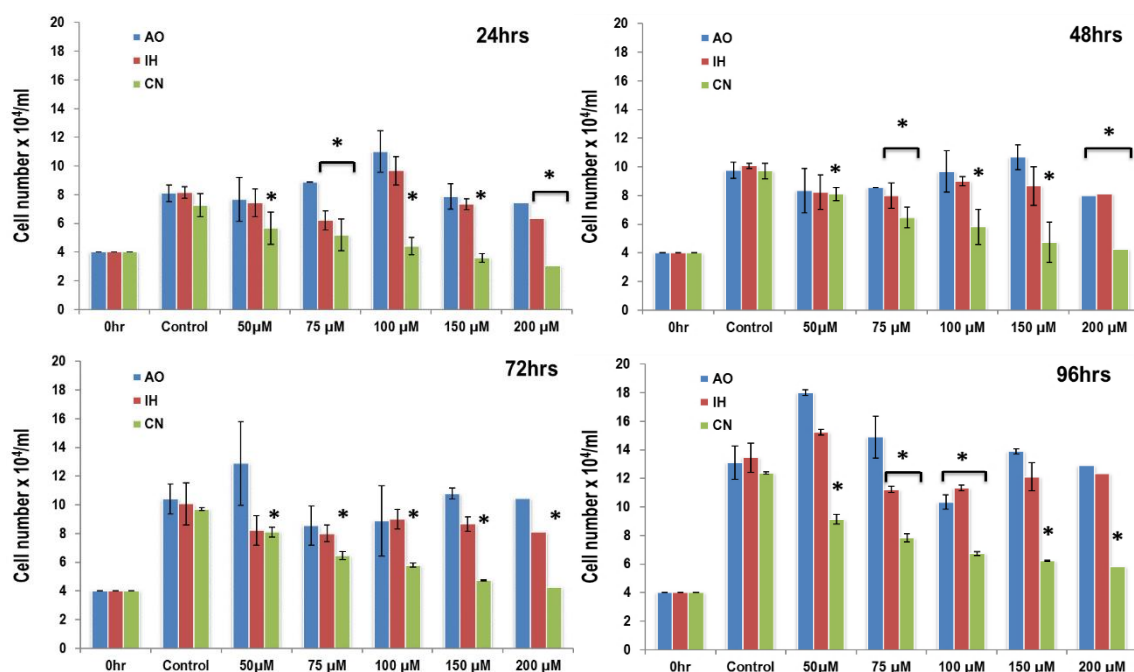 24hrs
AO
IH
CN
Cell number x 10⁴/ml
20
18
16
14
12
10
8
6
4
2
0
*
*
*
*
*
0hr Control 50µM 75 µM 100 µM 150 µM 200 µM
48hrs
AO
IH
CN
Cell number x 10⁴/ml
20
18
16
14
12
10
8
6
4
2
0
*
*
*
*
*
0hr Control 50µM 75 µM 100 µM 150 µM 200 µM
72hrs
AO
IH
CN
Cell number x 10⁴/ml
20
18
16
14
12
10
8
6
4
2
0
* * * * *
0hr Control 50µM 75 µM 100 µM 150 µM 200 µM
96hrs
AO
IH
CN
Cell number x 10⁴/ml
20
18
16
14
12
10
8
6
4
2
0
*
*
*
*
*
0hr Control 50µM 75 µM 100 µM 150 µM 200 µM